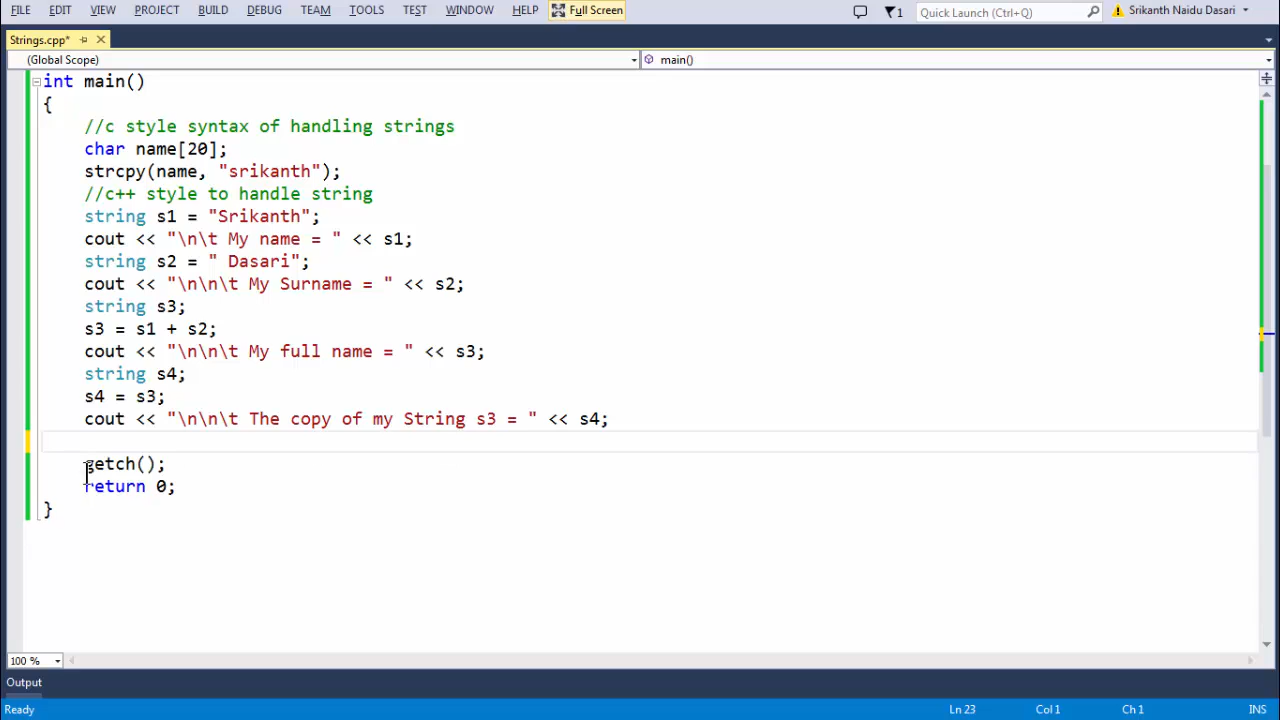 FILE EDIT VIEW PROJECT BUILD DEBUG TEAM TOOLS TEST WINDOW HELP Full Screen 1 Quick Launch (Ctrl+Q) Srikanth Naidu Dasari
Strings.cpp*
(Global Scope) main()
int main()
{
//c style syntax of handling strings
char name[20];
strcpy(name, "srikanth");
//c++ style to handle string
string s1 = "Srikanth";
cout << "\n\t My name = " << s1;
string s2 = " Dasari";
cout << "\n\n\t My Surname = " << s2;
string s3;
s3 = s1 + s2;
cout << "\n\n\t My full name = " << s3;
string s4;
s4 = s3;
cout << "\n\n\t The copy of my String s3 = " << s4;
getch();
return 0;
}
100 %
Output
Ready Ln 23 Col 1 Ch 1 INS